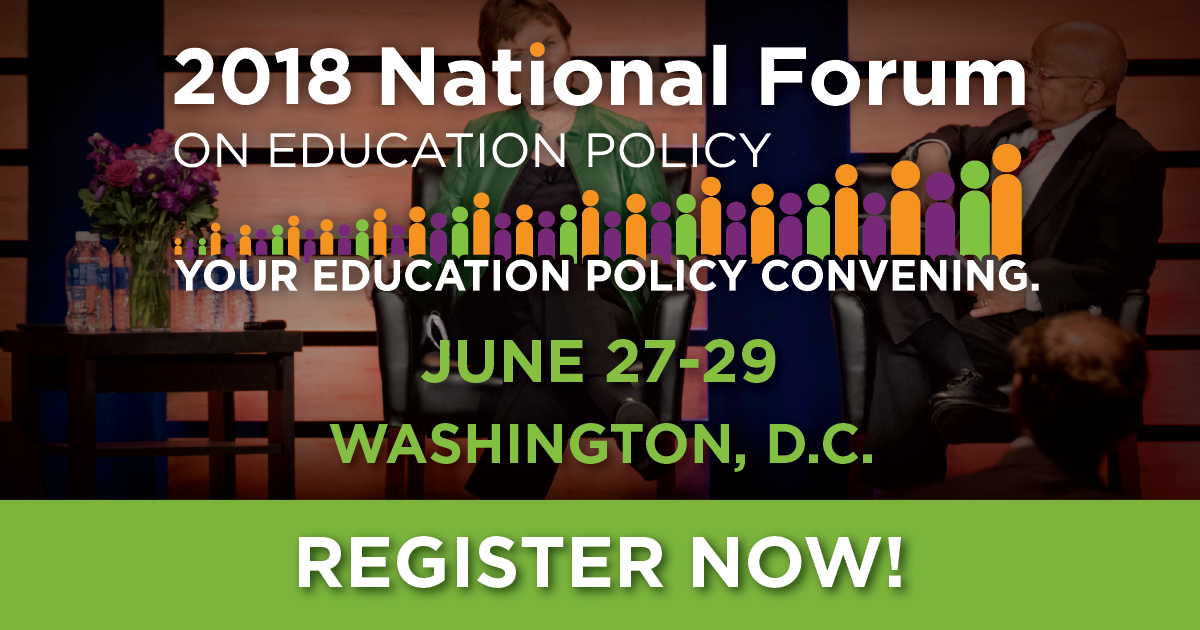 2018 National Forum
ON EDUCATION POLICY
YOUR EDUCATION POLICY CONVENING.
JUNE 27-29
WASHINGTON, D.C.
REGISTER NOW!